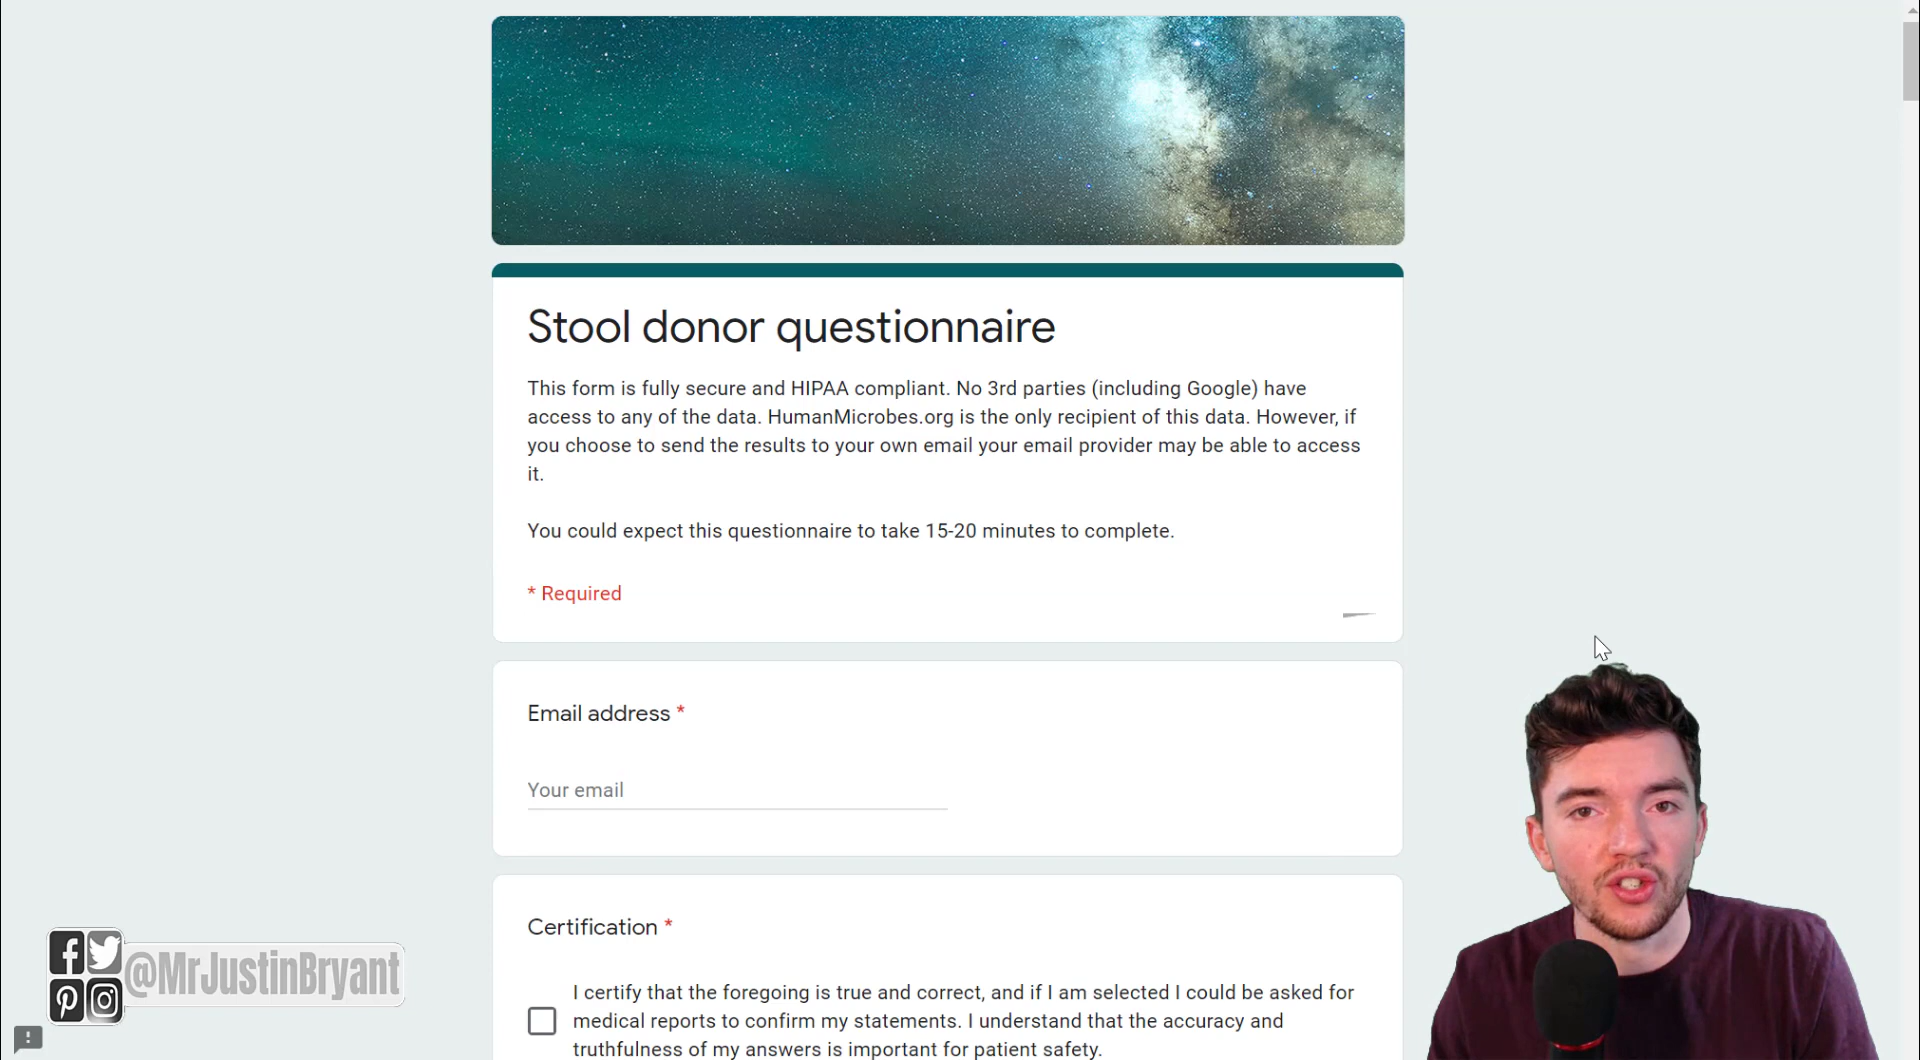 Stool donor questionnaire
This form is fully secure and HIPAA compliant. No 3rd parties (including Google) have
access to any of the data. HumanMicrobes.org is the only recipient of this data. However, if
you choose to send the results to your own email your email provider may be able to access
it.
You could expect this questionnaire to take 15-20 minutes to complete.
* Required
Email address *
Your email
Certification *
I certify that the foregoing is true and correct, and if I am selected I could be asked for
medical reports to confirm my statements. I understand that the accuracy and
truthfulness of my answers is important for patient safety.
@MrJustinBryant